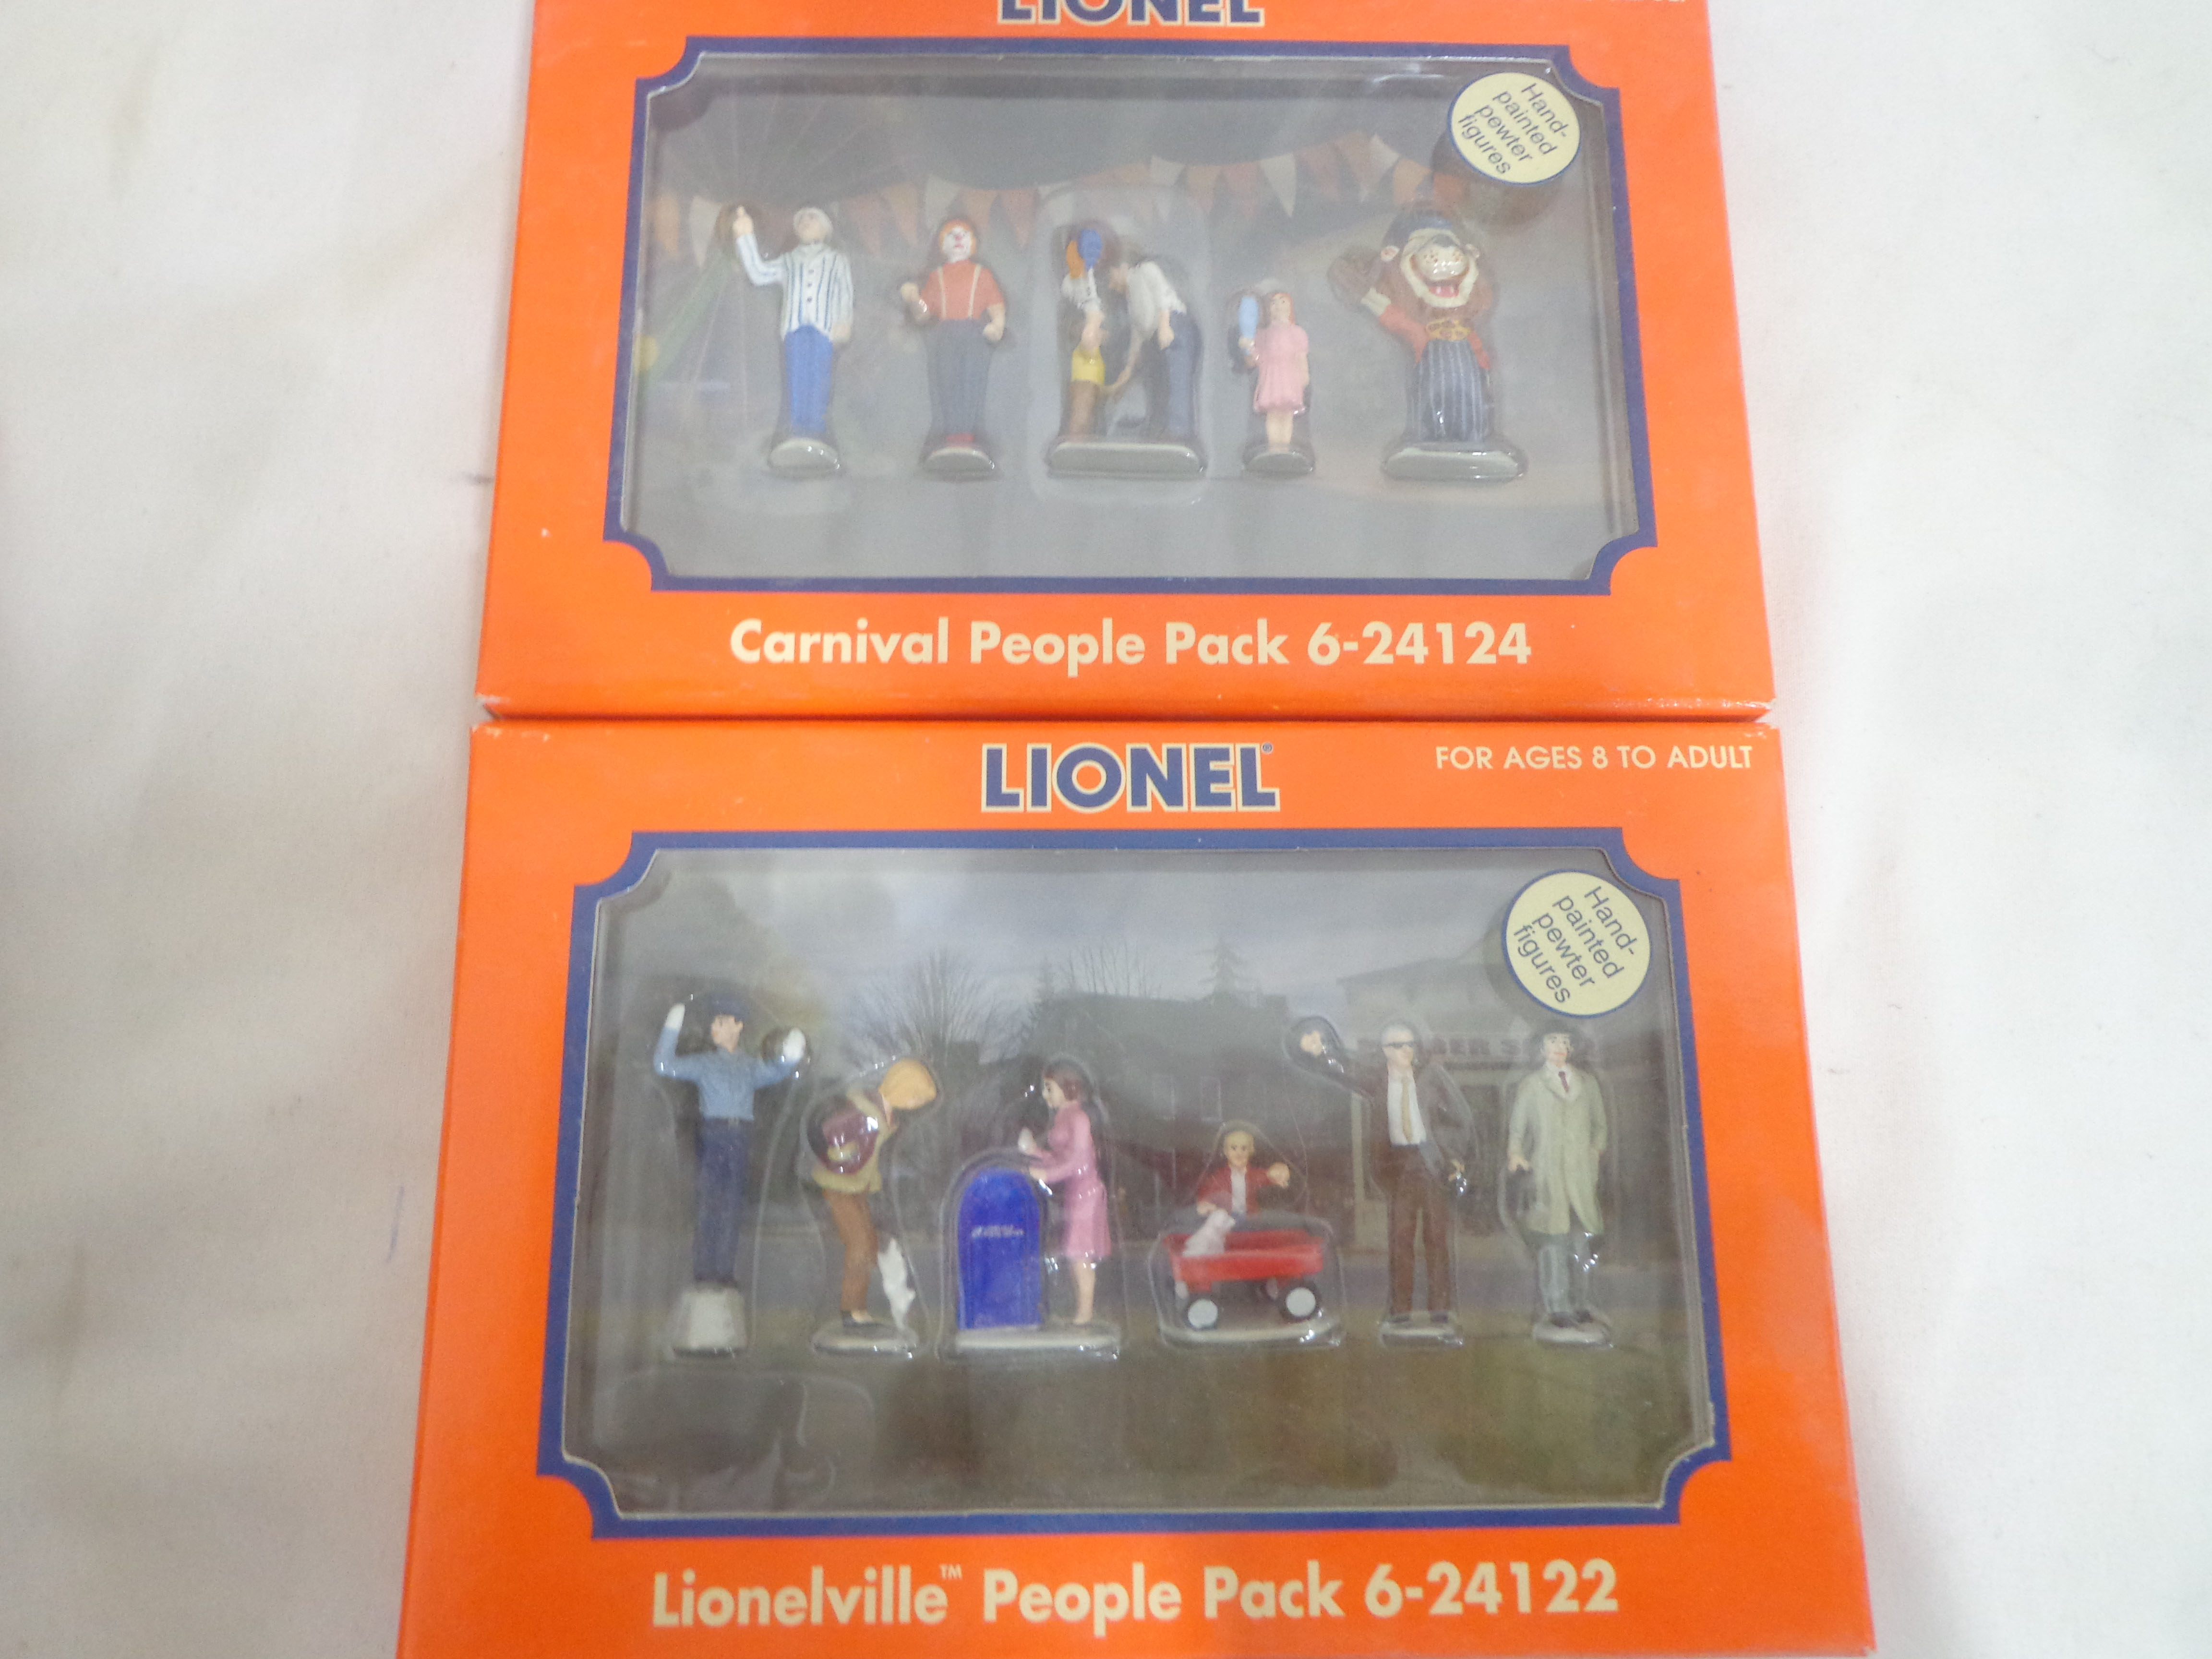 LIONEL
Hand-
painted
pewter
figures
Carnival People Pack 6-24124
LIONEL®
FOR AGES 8 TO ADULT
Hand-
painted
pewter
figures
Lionelville™ People Pack 6-24122